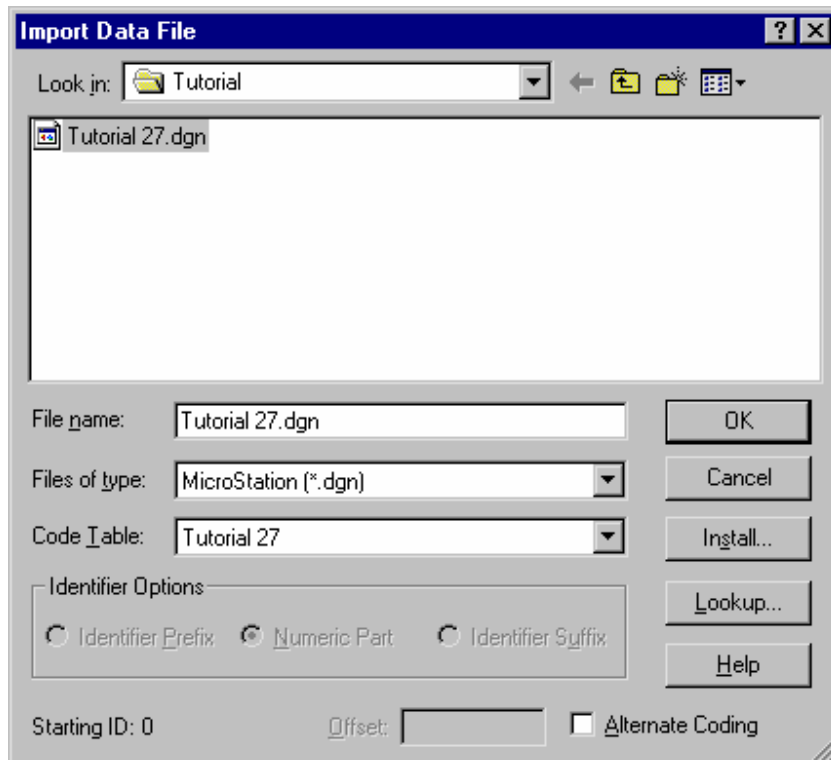 Import Data File
Look in: Tutorial
Tutorial 27.dgn
File name: Tutorial 27.dgn OK
Files of type: MicroStation (*.dgn) Cancel
Code Table: Tutorial 27 Install...
Identifier Options
Lookup...
Identifier Prefix Numeric Part Identifier Suffix
Help
Starting ID: 0 Offset: Alternate Coding